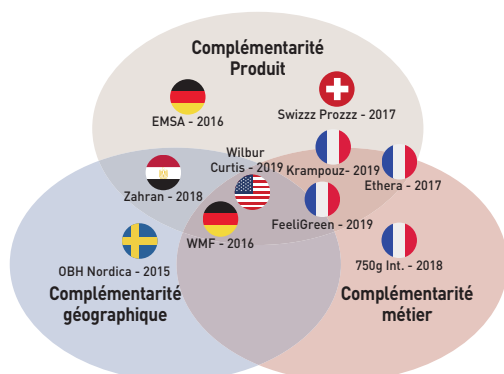 Complémentarité
Produit
EMSA - 2016
Swizzz Prozzz - 2017
Wilbur
Curtis - 2019
Krampouz- 2019
Ethera - 2017
Zahran - 2018
FeeliGreen - 2019
WMF - 2016
OBH Nordica - 2015
750g Int. - 2018
Complémentarité
géographique
Complémentarité
métier